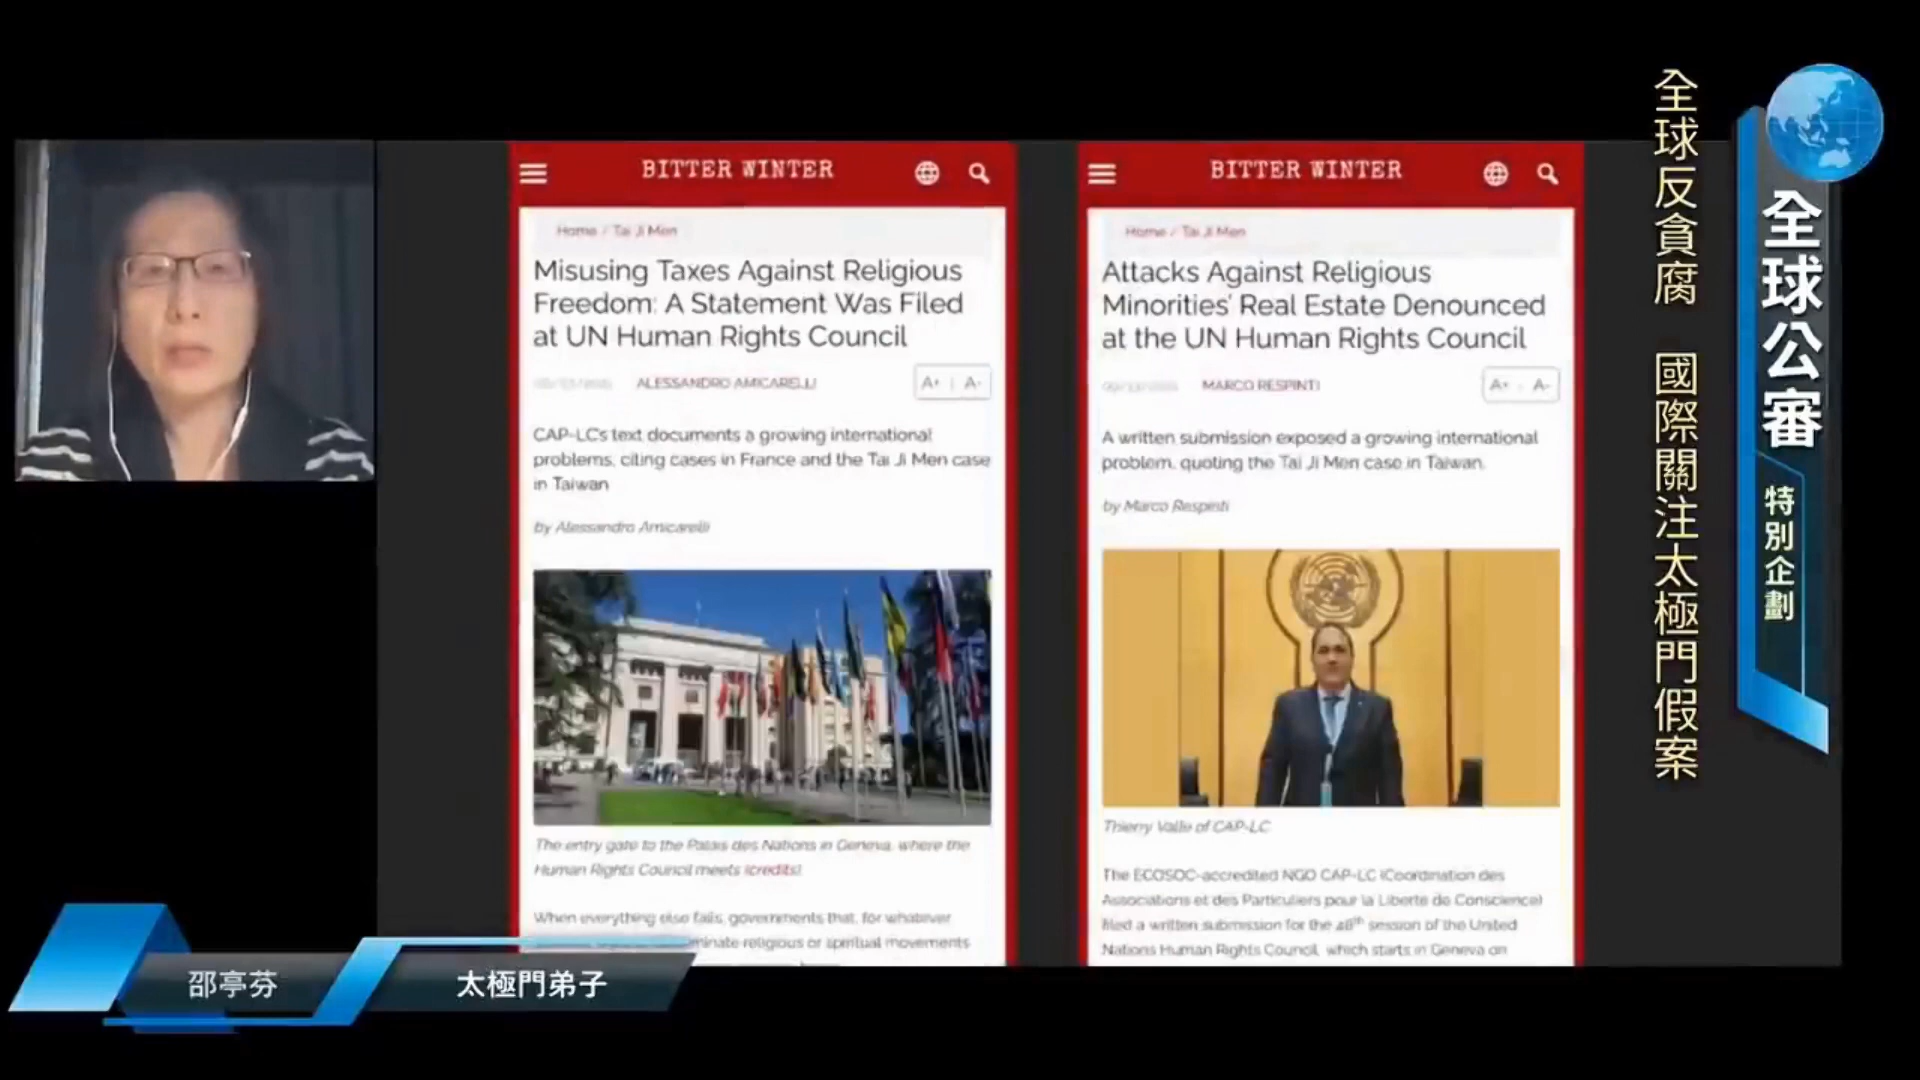 BITTER WINTER
Home / Tai Ji Men
Misusing Taxes Against Religious
Freedom: A Statement Was Filed
at UN Human Rights Council
ALESSANDRO AMICARELLI
A+ | A-
CAP-LC's text documents a growing international
problems, citing cases in France and the Tai Ji Men case
in Taiwan
by Alessandro Amicarelli
The entry gate to the Palais des Nations in Geneva, where the
Human Rights Council meets (credits).
When everything else fails, governments that, for whatever
minate religious or spiritual movements
BITTER WINTER
Home / Tai Ji Men
Attacks Against Religious
Minorities' Real Estate Denounced
at the UN Human Rights Council
MARCO RESPINTI
A+ | A-
A written submission exposed a growing international
problem, quoting the Tai Ji Men case in Taiwan.
by Marco Respinti
Thierry Valle of CAP-LC
The ECOSOC-accredited NGO CAP-LC (Coordination des
Associations et des Particuliers pour la Liberté de Conscience)
filed a written submission for the 48th session of the United
Nations Human Rights Council, which starts in Geneva on
全球公審
特別企劃
全球反貪腐 國際關注太極門假案
邵亭芬
太極門弟子